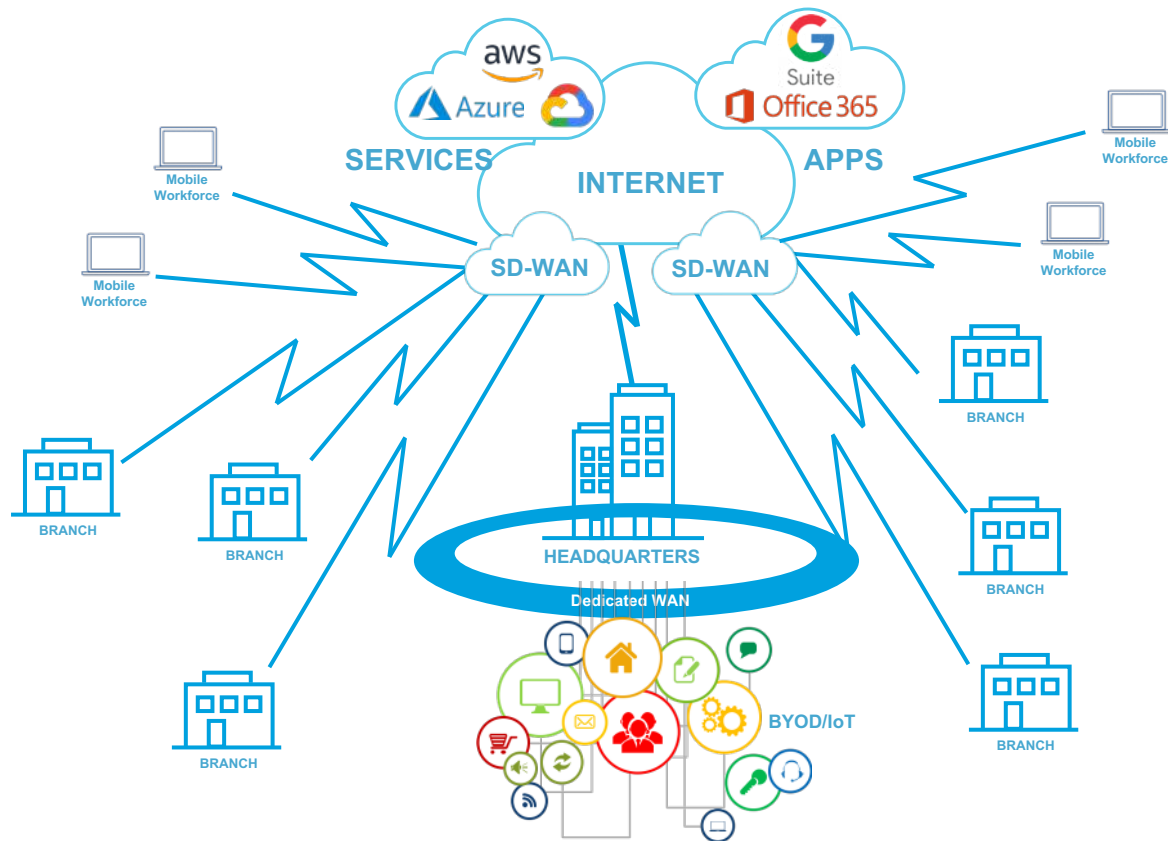 aws
Azure
G
Suite
Office 365
SERVICES
APPS
INTERNET
Mobile
Workforce
Mobile
Workforce
Mobile
Workforce
Mobile
Workforce
SD-WAN
SD-WAN
BRANCH
BRANCH
BRANCH
BRANCH
BRANCH
BRANCH
HEADQUARTERS
Dedicated WAN
BYOD/IoT